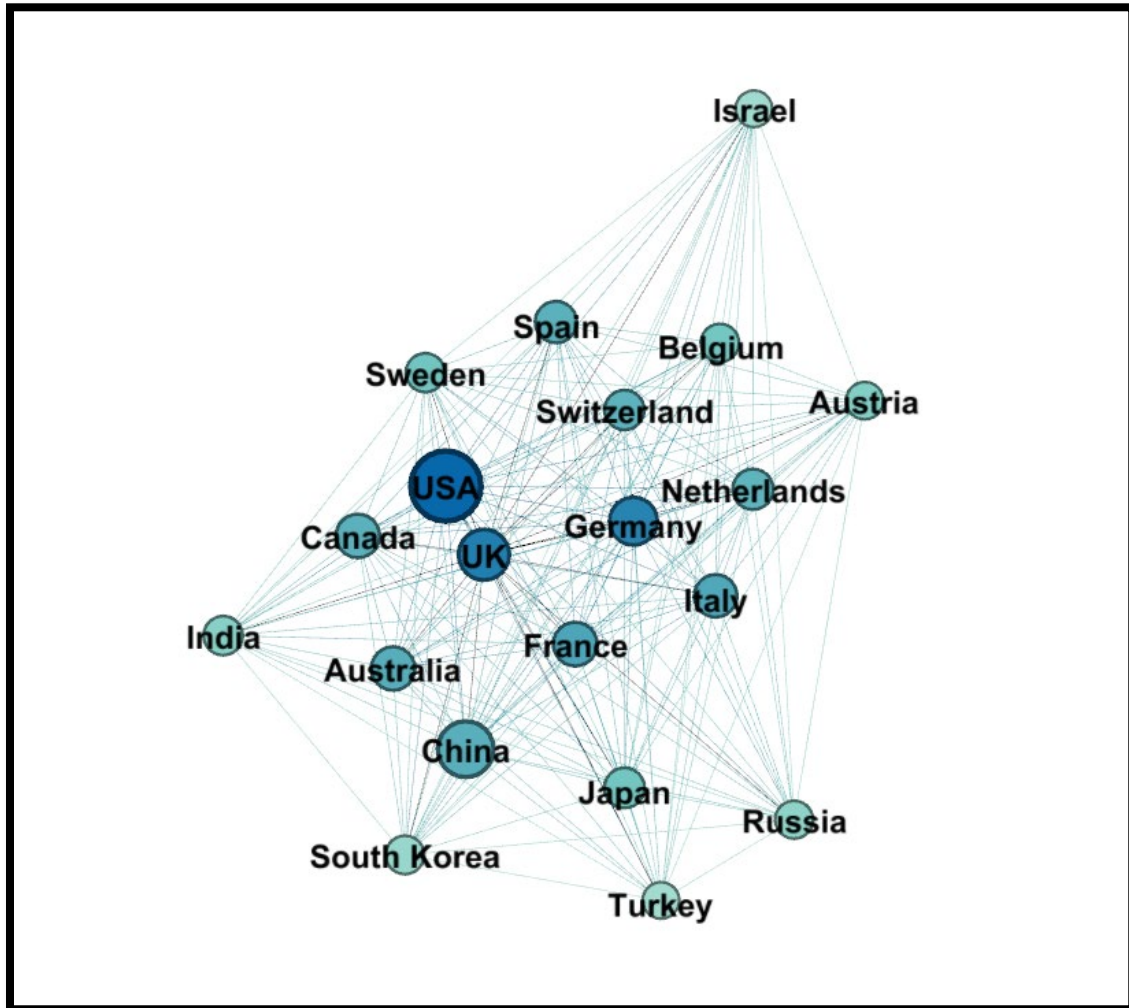 Israel
Spain
Belgium
Sweden
Switzerland
Austria
USA
Netherlands
Germany
Canada
UK
Italy
India
France
Australia
China
Japan
Russia
South Korea
Turkey